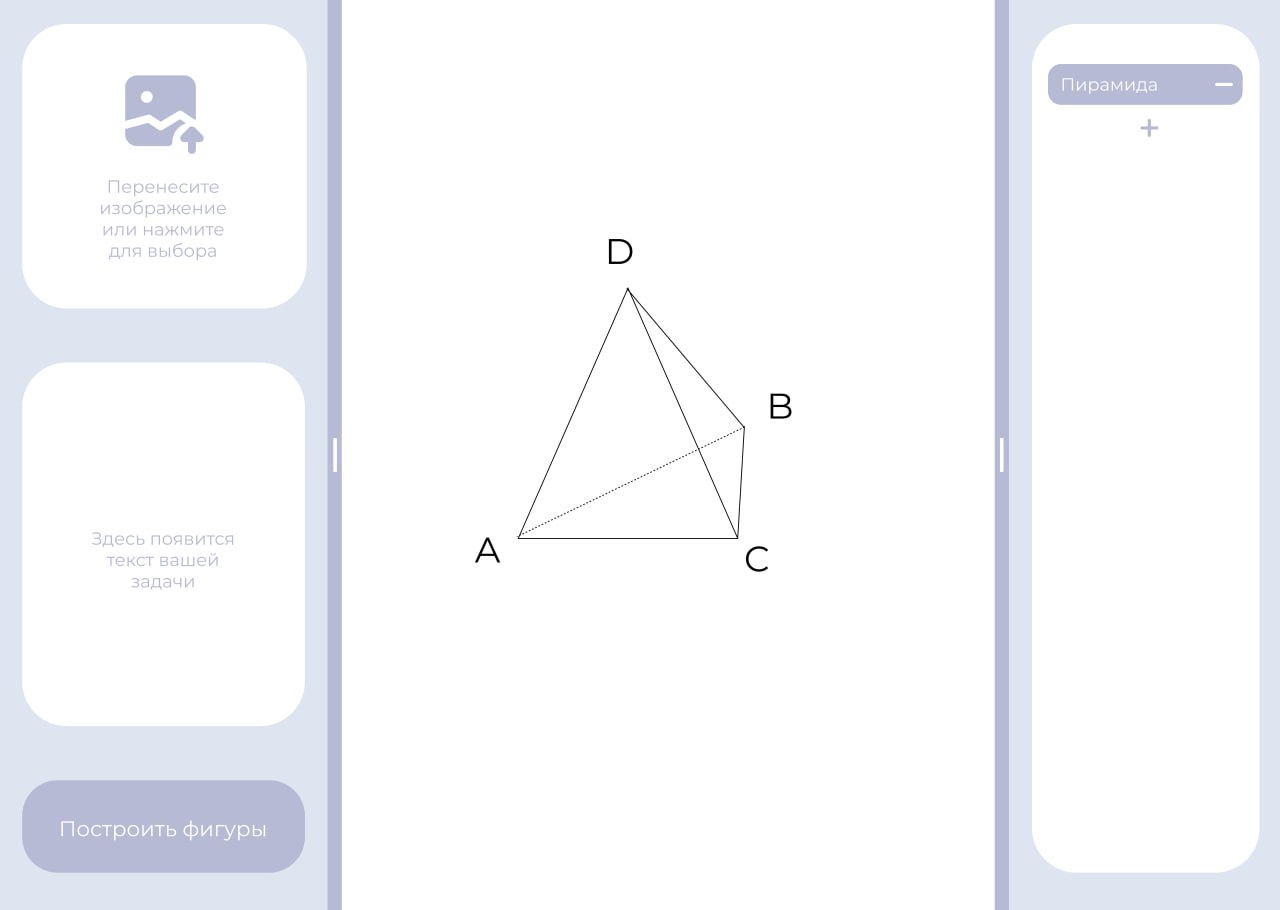 Перенесите
изображение
или нажмите
для выбора
Здесь появится
текст вашей
задачи
Построить фигуры
D
B
A
C
Пирамида